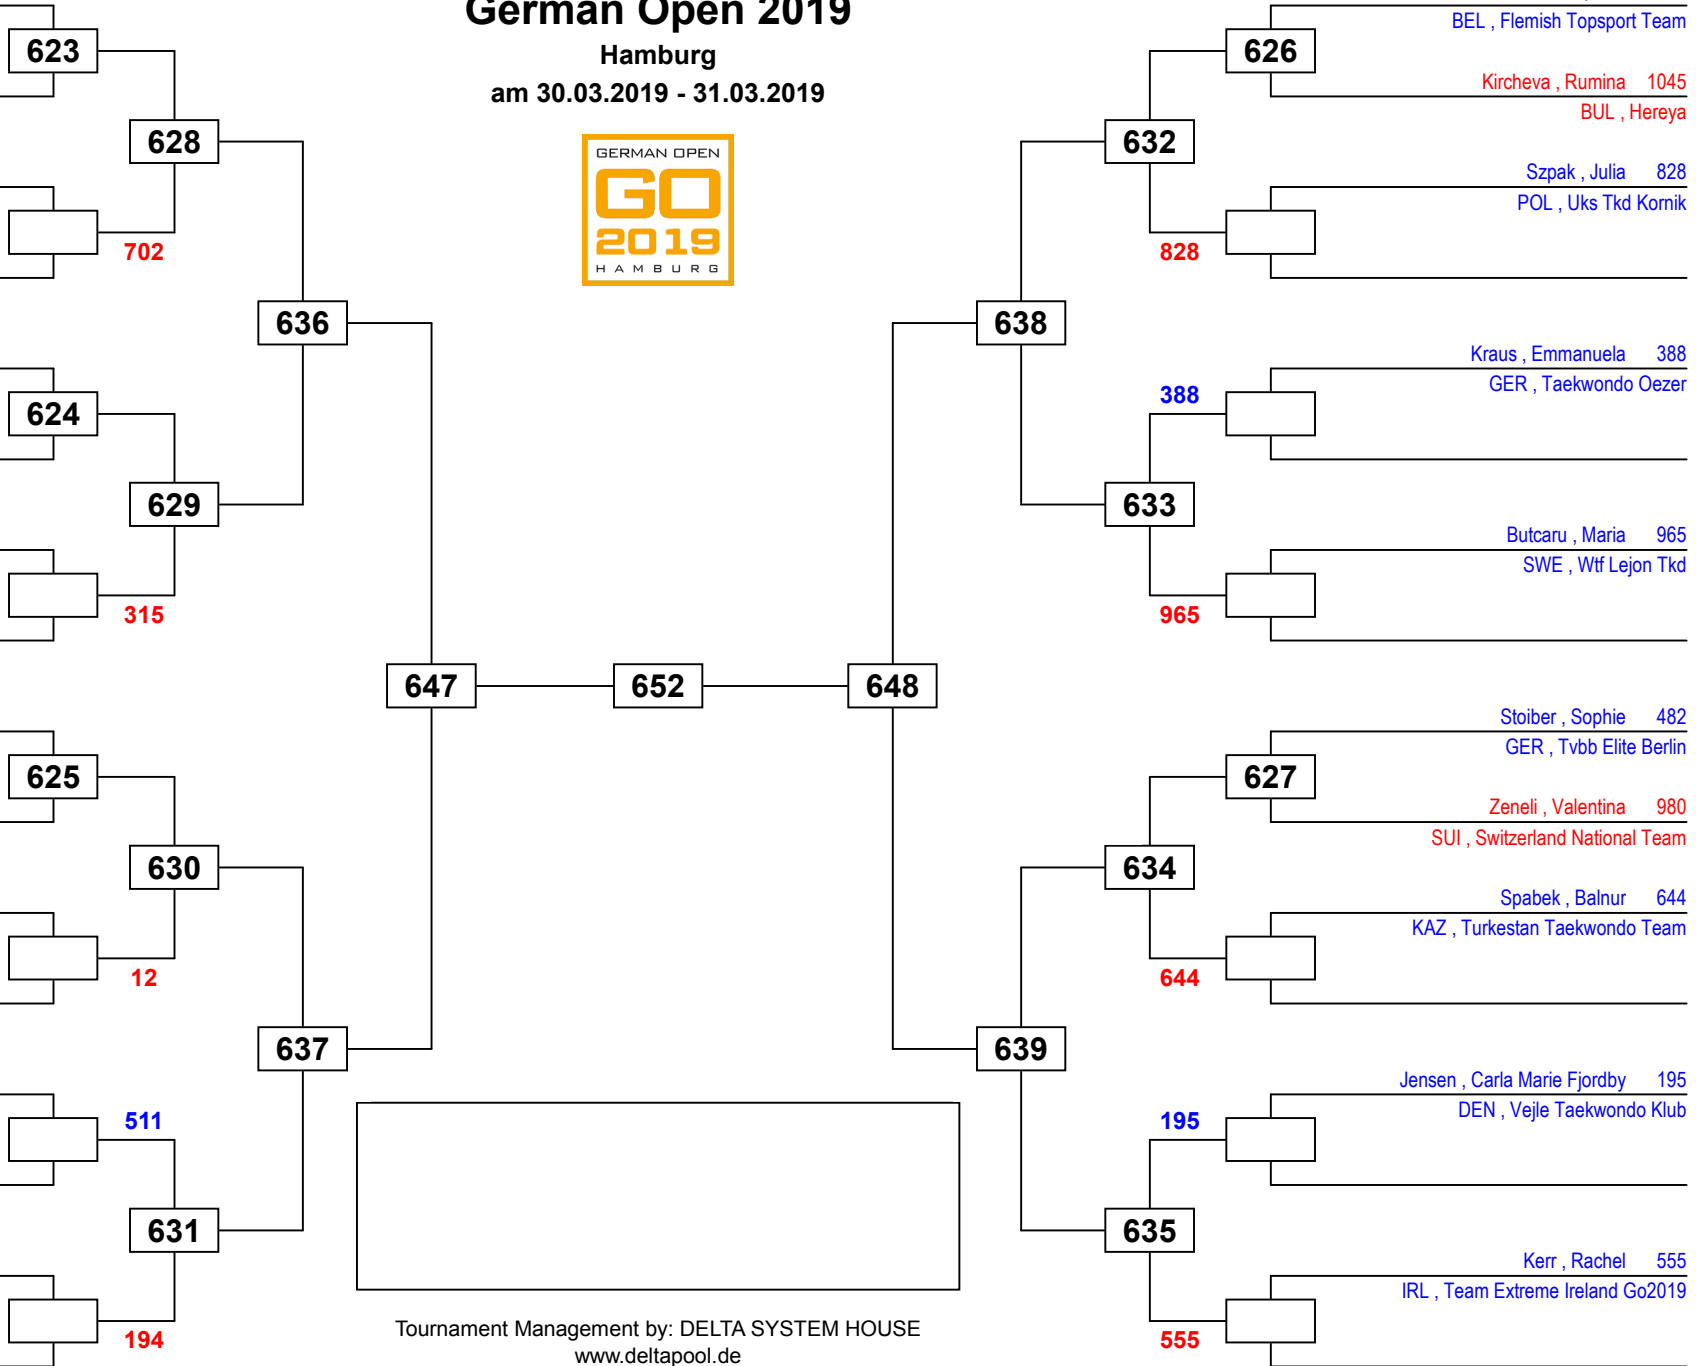 German Open 2019
Hamburg
am 30.03.2019 - 31.03.2019
GERMAN OPEN
GO
2019
HAMBURG
623
628
702
636
624
629
315
647
652
648
625
630
12
637
511
631
194
626
BEL , Flemish Topsport Team
Kircheva , Rumina 1045
BUL , Hereya
632
Szpak , Julia 828
POL , Uks Tkd Kornik
828
638
Kraus , Emmanuela 388
GER , Taekwondo Oezer
388
633
Butcaru , Maria 965
SWE , Wtf Lejon Tkd
965
Stoiber , Sophie 482
GER , Tvbb Elite Berlin
627
Zeneli , Valentina 980
SUI , Switzerland National Team
634
Spabek , Balnur 644
KAZ , Turkestan Taekwondo Team
644
639
Jensen , Carla Marie Fjordby 195
DEN , Vejle Taekwondo Klub
195
635
Kerr , Rachel 555
IRL , Team Extreme Ireland Go2019
555
Tournament Management by: DELTA SYSTEM HOUSE
www.deltapool.de